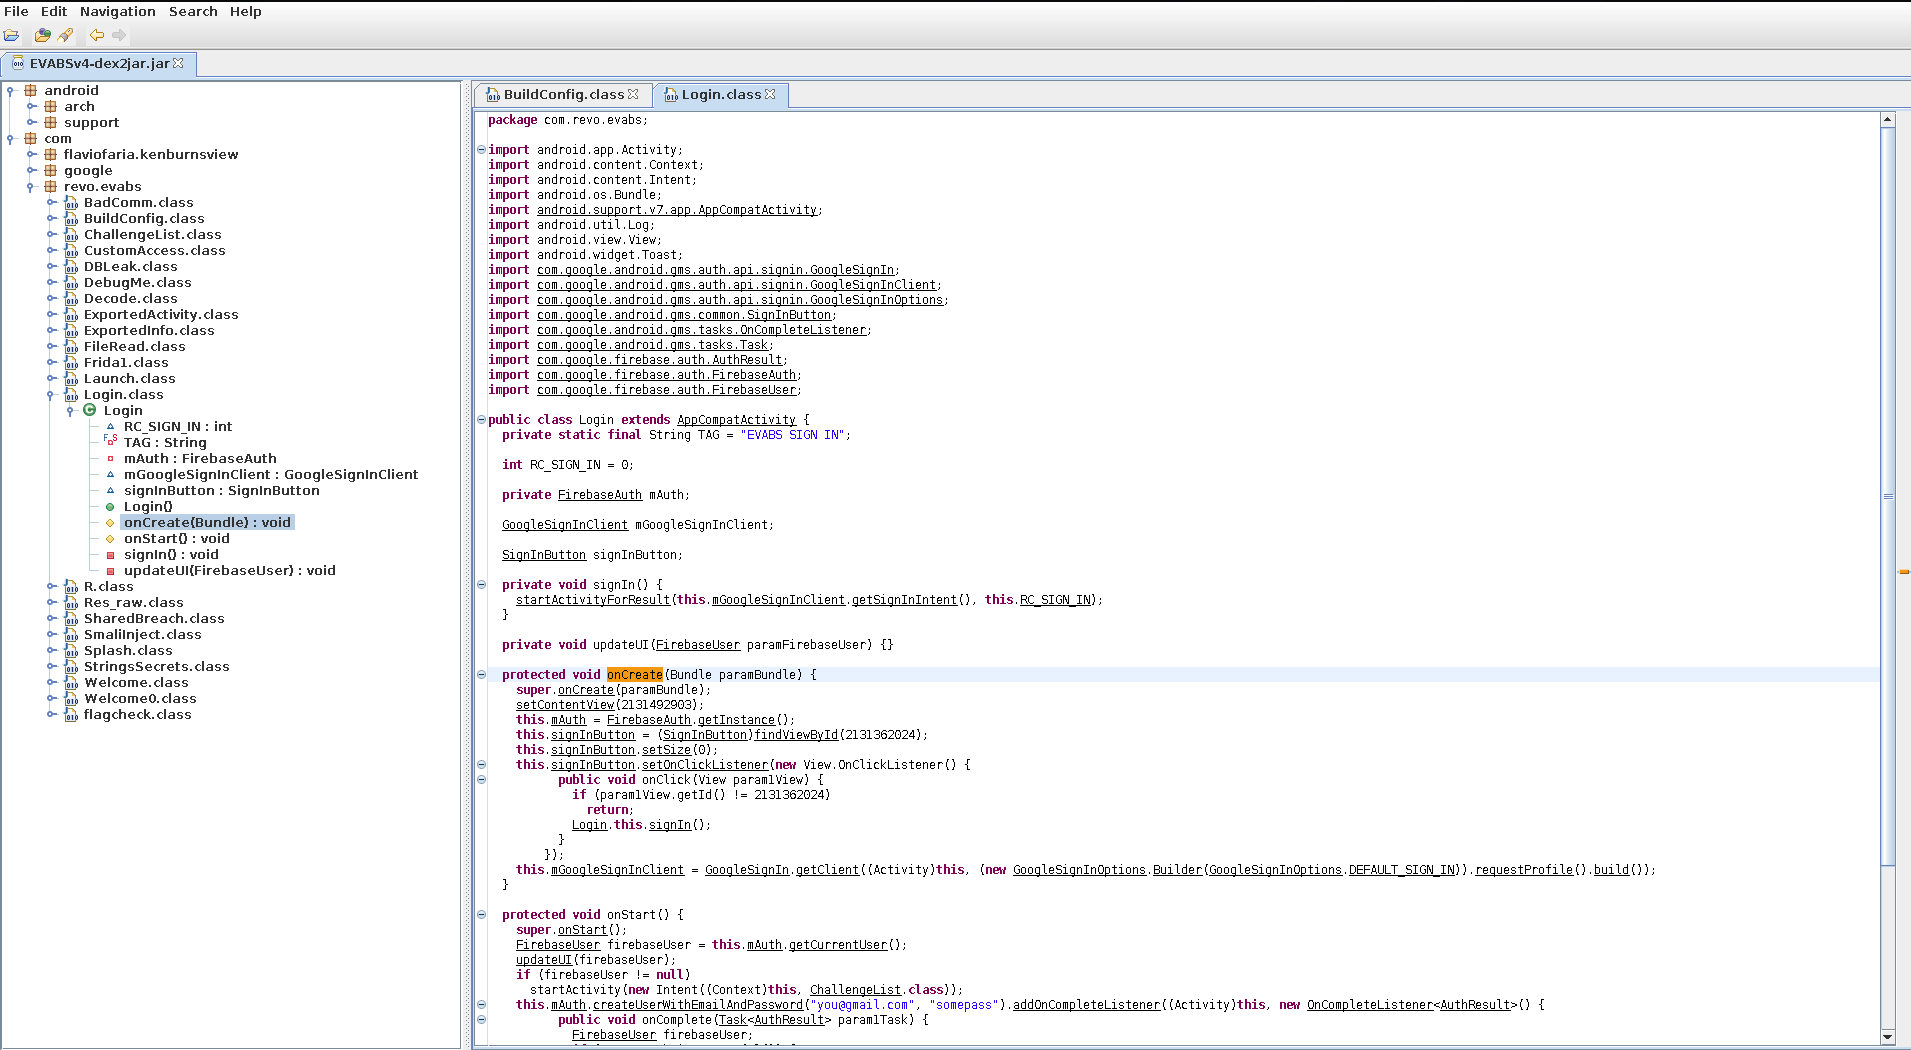 File Edit Navigation Search Help
EVABSv4-dex2jar.jar
android
arch
support
com
flaviofaria.kenburnsview
google
revo.evabs
BadComm.class
BuildConfig.class
ChallengeList.class
CustomAccess.class
DBLeak.class
DebugMe.class
Decode.class
ExportedActivity.class
ExportedInfo.class
FileRead.class
Frida1.class
Launch.class
Login.class
Login
RC_SIGN_IN : int
TAG : String
mAuth : FirebaseAuth
mGoogleSignInClient : GoogleSignInClient
signInButton : SignInButton
Login()
onCreate(Bundle) : void
onStart() : void
signIn() : void
updateUI(FirebaseUser) : void
R.class
Res_raw.class
SharedBreach.class
SmaliInject.class
Splash.class
StringsSecrets.class
Welcome.class
Welcome0.class
flagcheck.class
BuildConfig.class Login.class
package com.revo.evabs;
import android.app.Activity;
import android.content.Context;
import android.content.Intent;
import android.os.Bundle;
import android.support.v7.app.AppCompatActivity;
import android.util.Log;
import android.view.View;
import android.widget.Toast;
import com.google.android.gms.auth.api.signin.GoogleSignIn;
import com.google.android.gms.auth.api.signin.GoogleSignInClient;
import com.google.android.gms.auth.api.signin.GoogleSignInOptions;
import com.google.android.gms.common.SignInButton;
import com.google.android.gms.tasks.OnCompleteListener;
import com.google.android.gms.tasks.Task;
import com.google.firebase.auth.AuthResult;
import com.google.firebase.auth.FirebaseAuth;
import com.google.firebase.auth.FirebaseUser;
public class Login extends AppCompatActivity {
private static final String TAG = "EVABS SIGN IN";
int RC_SIGN_IN = 0;
private FirebaseAuth mAuth;
GoogleSignInClient mGoogleSignInClient;
SignInButton signInButton;
private void signIn() {
startActivityForResult(this.mGoogleSignInClient.getSignInIntent(), this.RC_SIGN_IN);
}
private void updateUI(FirebaseUser paramFirebaseUser) {}
protected void onCreate(Bundle paramBundle) {
super.onCreate(paramBundle);
setContentView(2131492903);
this.mAuth = FirebaseAuth.getInstance();
this.signInButton = (SignInButton)findViewById(2131362024);
this.signInButton.setSize(0);
this.signInButton.setOnClickListener(new View.OnClickListener() {
public void onClick(View param1View) {
if (param1View.getId() != 2131362024)
return;
Login.this.signIn();
}
});
this.mGoogleSignInClient = GoogleSignIn.getClient((Activity)this, (new GoogleSignInOptions.Builder(GoogleSignInOptions.DEFAULT_SIGN_IN)).requestProfile().build());
}
protected void onStart() {
super.onStart();
FirebaseUser firebaseUser = this.mAuth.getCurrentUser();
updateUI(firebaseUser);
if (firebaseUser != null)
startActivity(new Intent((Context)this, ChallengeList.class));
this.mAuth.createUserWithEmailAndPassword("you@gmail.com", "somepass").addOnCompleteListener((Activity)this, new OnCompleteListener<AuthResult>() {
public void onComplete(Task<AuthResult> param1Task) {
FirebaseUser firebaseUser;